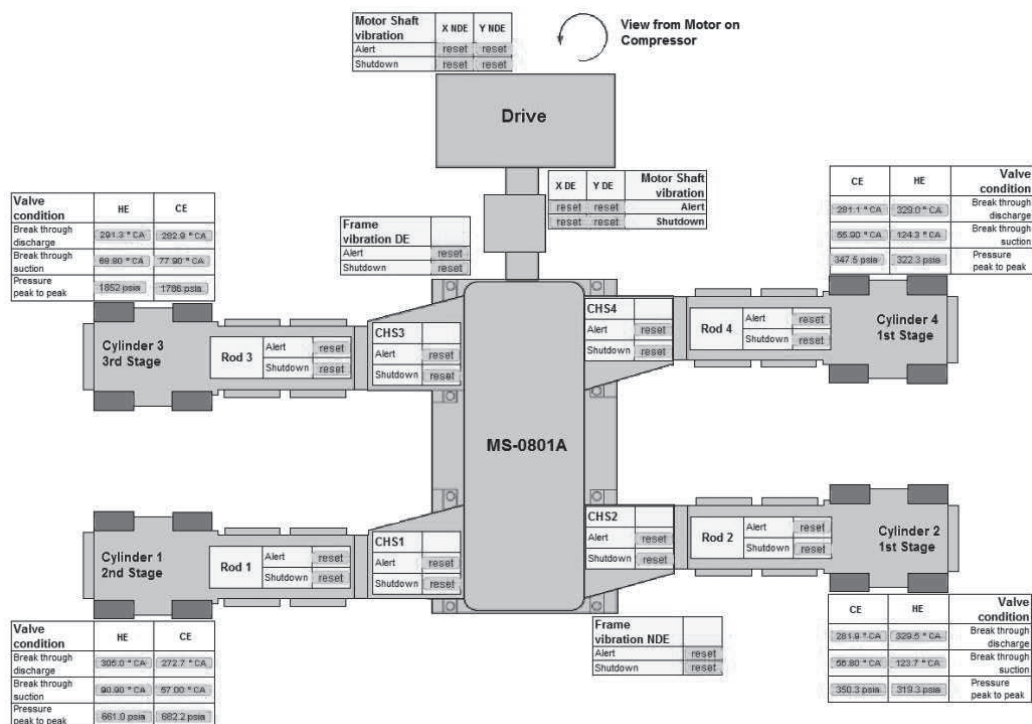 Motor Shaft vibration X NDE Y NDE
Alert reset reset
Shutdown reset reset
View from Motor on
Compressor
Drive
X DE Y DE Motor Shaft vibration
reset reset Alert
reset reset Shutdown
Frame
vibration DE
Alert reset
Shutdown reset
Valve condition HE CE
Break through discharge 291.3 ° CA 282.9 ° CA
Break through suction 68.80 ° CA 77.90 ° CA
Pressure peak to peak 1852 psia 1786 psia
CE HE Valve condition
281.1 ° CA 329.0 ° CA Break through discharge
55.90 ° CA 124.3 ° CA Break through suction
347.5 psia 322.3 psia Pressure peak to peak
Cylinder 3
3rd Stage
Rod 3
Alert reset
Shutdown reset
CHS3
Alert reset
Shutdown reset
CHS4
Alert reset
Shutdown reset
Rod 4
Alert reset
Shutdown reset
Cylinder 4
1st Stage
MS-0801A
Cylinder 1
2nd Stage
Rod 1
Alert reset
Shutdown reset
CHS1
Alert reset
Shutdown reset
CHS2
Alert reset
Shutdown reset
Rod 2
Alert reset
Shutdown reset
Cylinder 2
1st Stage
Valve condition HE CE
Break through discharge 305.0 ° CA 272.7 ° CA
Break through suction 90.90 ° CA 57.00 ° CA
Pressure peak to peak 661.0 psia 682.2 psia
Frame
vibration NDE
Alert reset
Shutdown reset
CE HE Valve condition
281.9 ° CA 329.5 ° CA Break through discharge
55.80 ° CA 123.7 ° CA Break through suction
350.3 psia 319.3 psia Pressure peak to peak